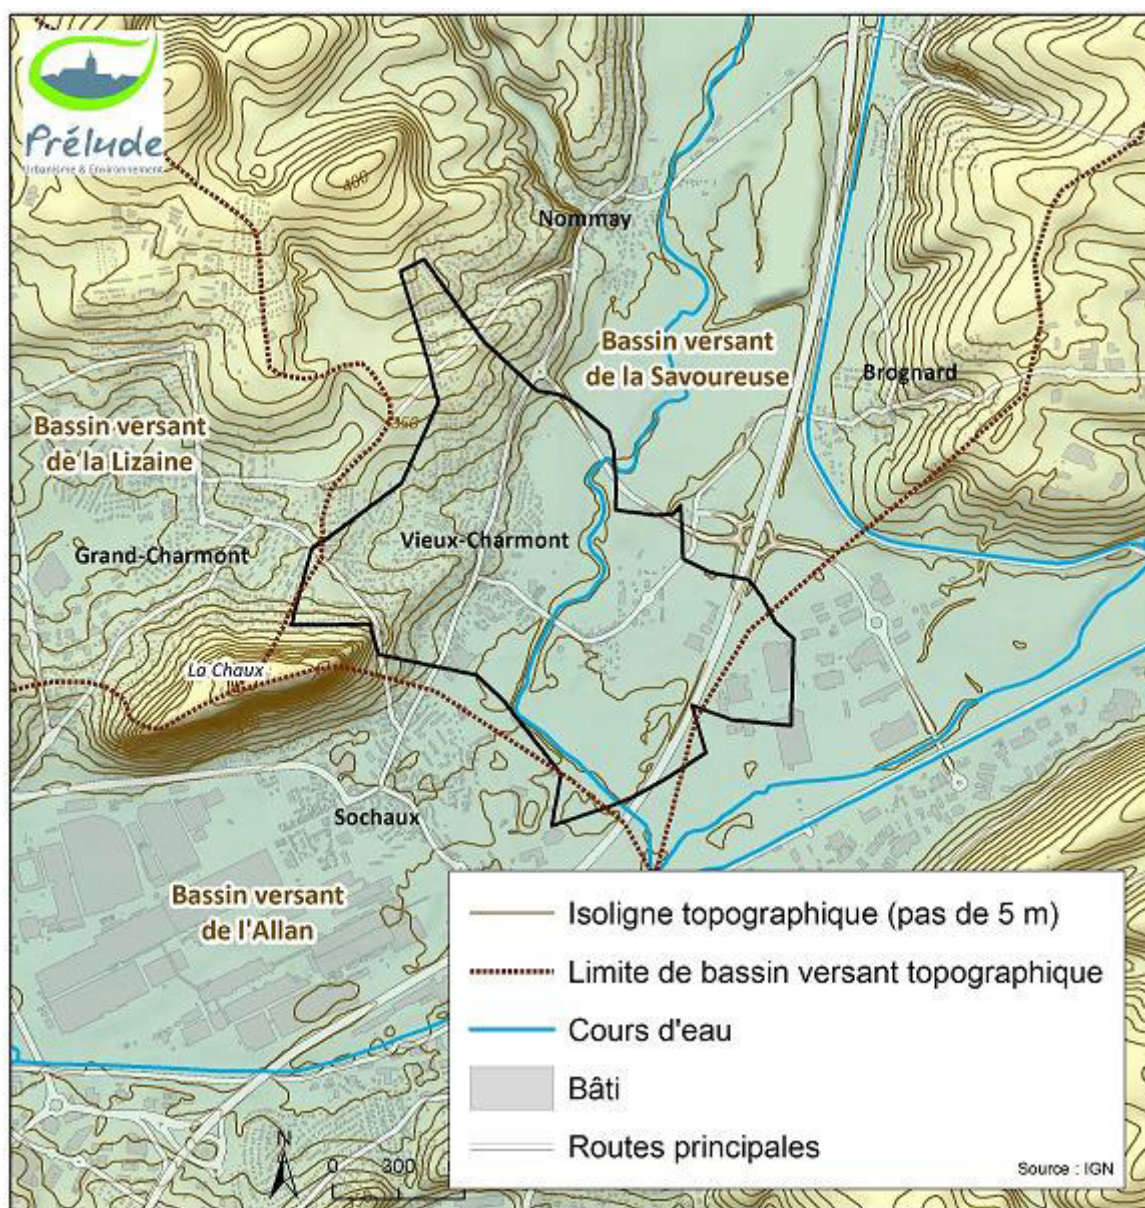 Prélude
Urbanisme & Environnement
400
Nommay
Bassin versant
de la Savoureuse
Brognard
350
Bassin versant
de la Lizaine
Grand-Charmont
Vieux-Charmont
La Chaux
Sochaux
Bassin versant
de l'Allan
Isoligne topographique (pas de 5 m)
Limite de bassin versant topographique
Cours d'eau
Bâti
Routes principales
Source : IGN
N
0 300